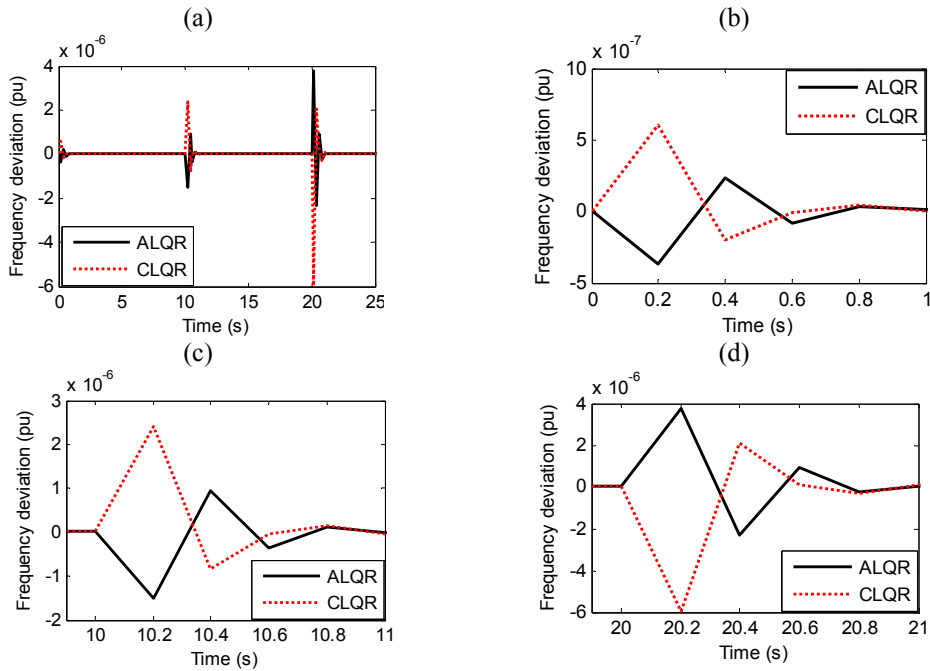 (a)
x 10^-6
4
2
0
-2
-4
-6
0
5
10
15
20
25
Frequency deviation (pu)
Time (s)
ALQR
CLQR
(b)
x 10^-7
10
5
0
-5
0
0.2
0.4
0.6
0.8
1
Frequency deviation (pu)
Time (s)
ALQR
CLQR
(c)
x 10^-6
3
2
1
0
-1
-2
10
10.2
10.4
10.6
10.8
11
Frequency deviation (pu)
Time (s)
ALQR
CLQR
(d)
x 10^-6
4
2
0
-2
-4
-6
20
20.2
20.4
20.6
20.8
21
Frequency deviation (pu)
Time (s)
ALQR
CLQR